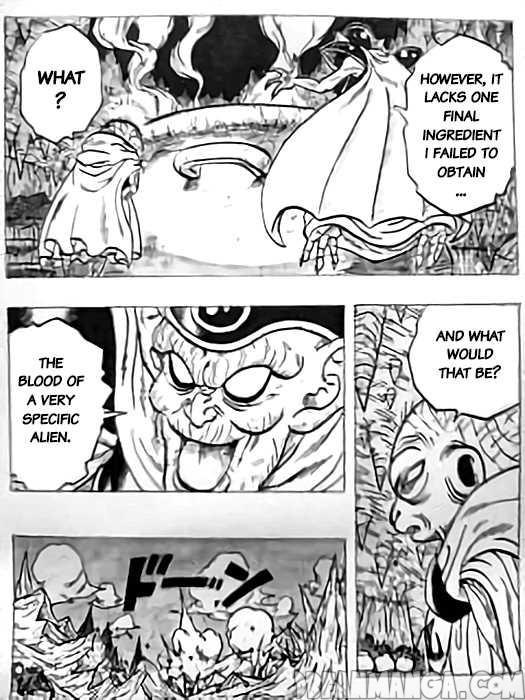 HOWEVER, IT
LACKS ONE
FINAL
INGREDIENT
I FAILED TO
OBTAIN
...
WHAT
?
AND WHAT
WOULD
THAT BE?
THE
BLOOD OF
A VERY
SPECIFIC
ALIEN.
ドーッン